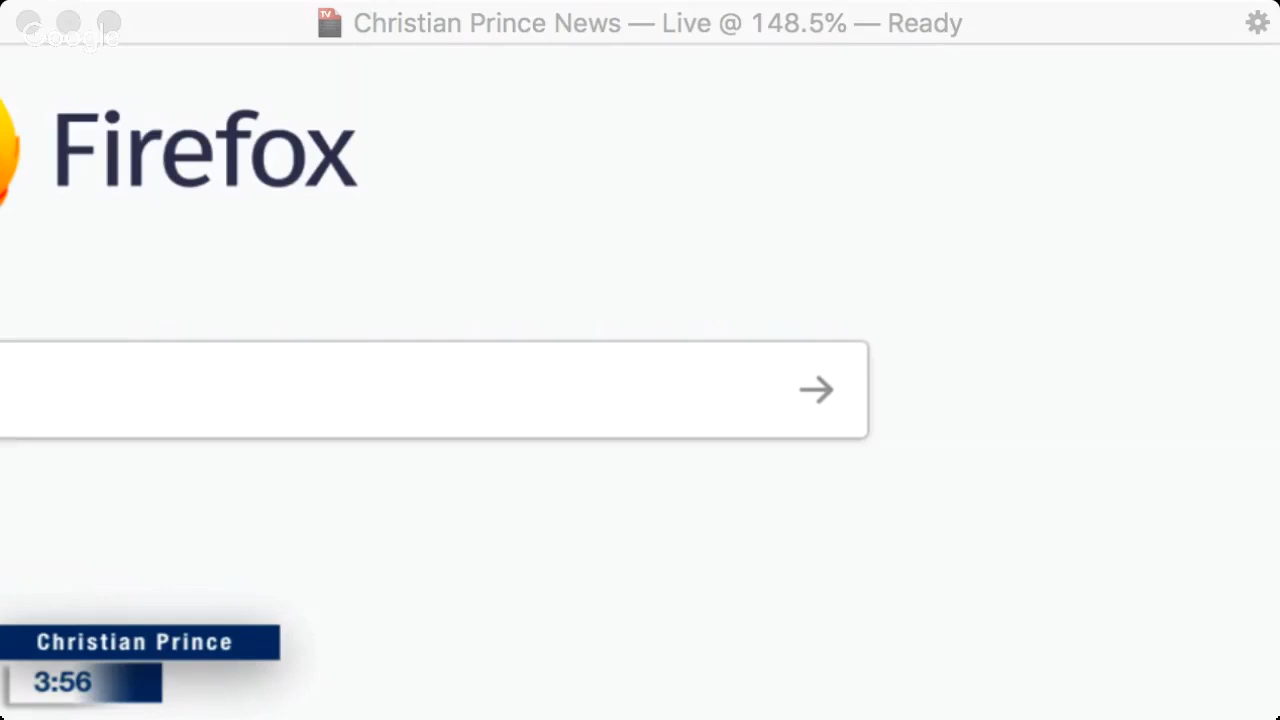 Christian Prince News — Live @ 148.5% — Ready
Google
Firefox
Christian Prince
3:56